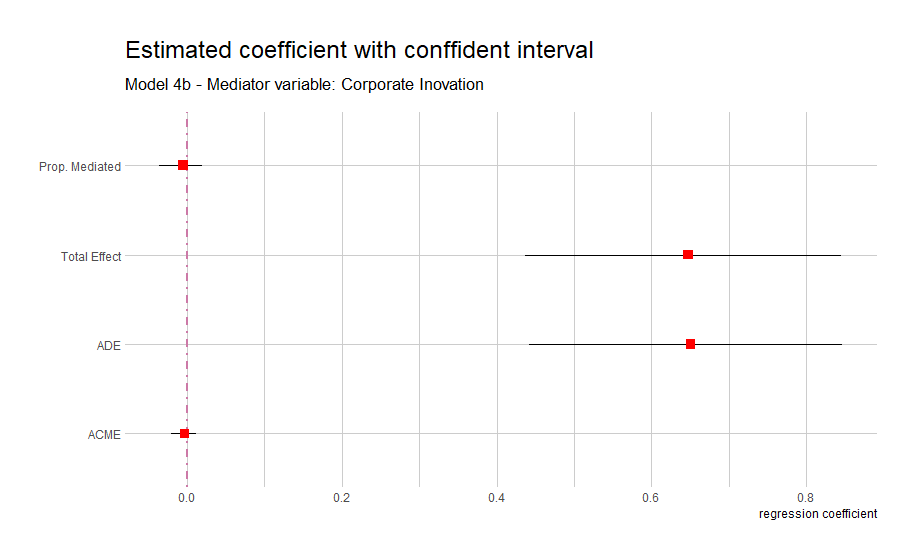 Estimated coefficient with conffident interval
Model 4b - Mediator variable: Corporate Inovation
Prop. Mediated
Total Effect
ADE
ACME
0.0 0.2 0.4 0.6 0.8
regression coefficient